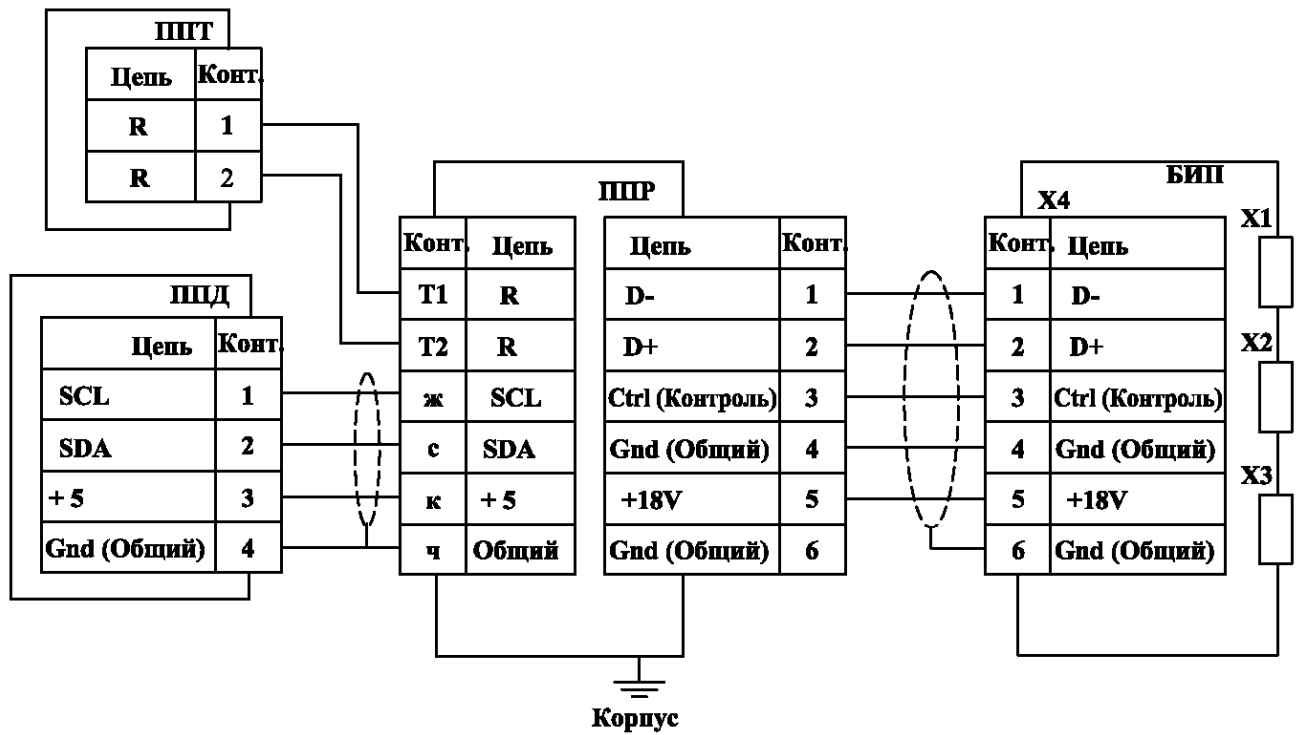 ППТ
Цепь Конт.
R 1
R 2
ППД
Цепь Конт.
SCL 1
SDA 2
+ 5 3
Gnd (Общий) 4
ППР
Конт. Цепь
T1 R
T2 R
ж SCL
с SDA
к + 5
ч Общий
Цепь Конт.
D- 1
D+ 2
Ctrl (Контроль) 3
Gnd (Общий) 4
+18V 5
Gnd (Общий) 6
Корпус
БИП
X4
Конт. Цепь
1 D-
2 D+
3 Ctrl (Контроль)
4 Gnd (Общий)
5 +18V
6 Gnd (Общий)
X1
X2
X3